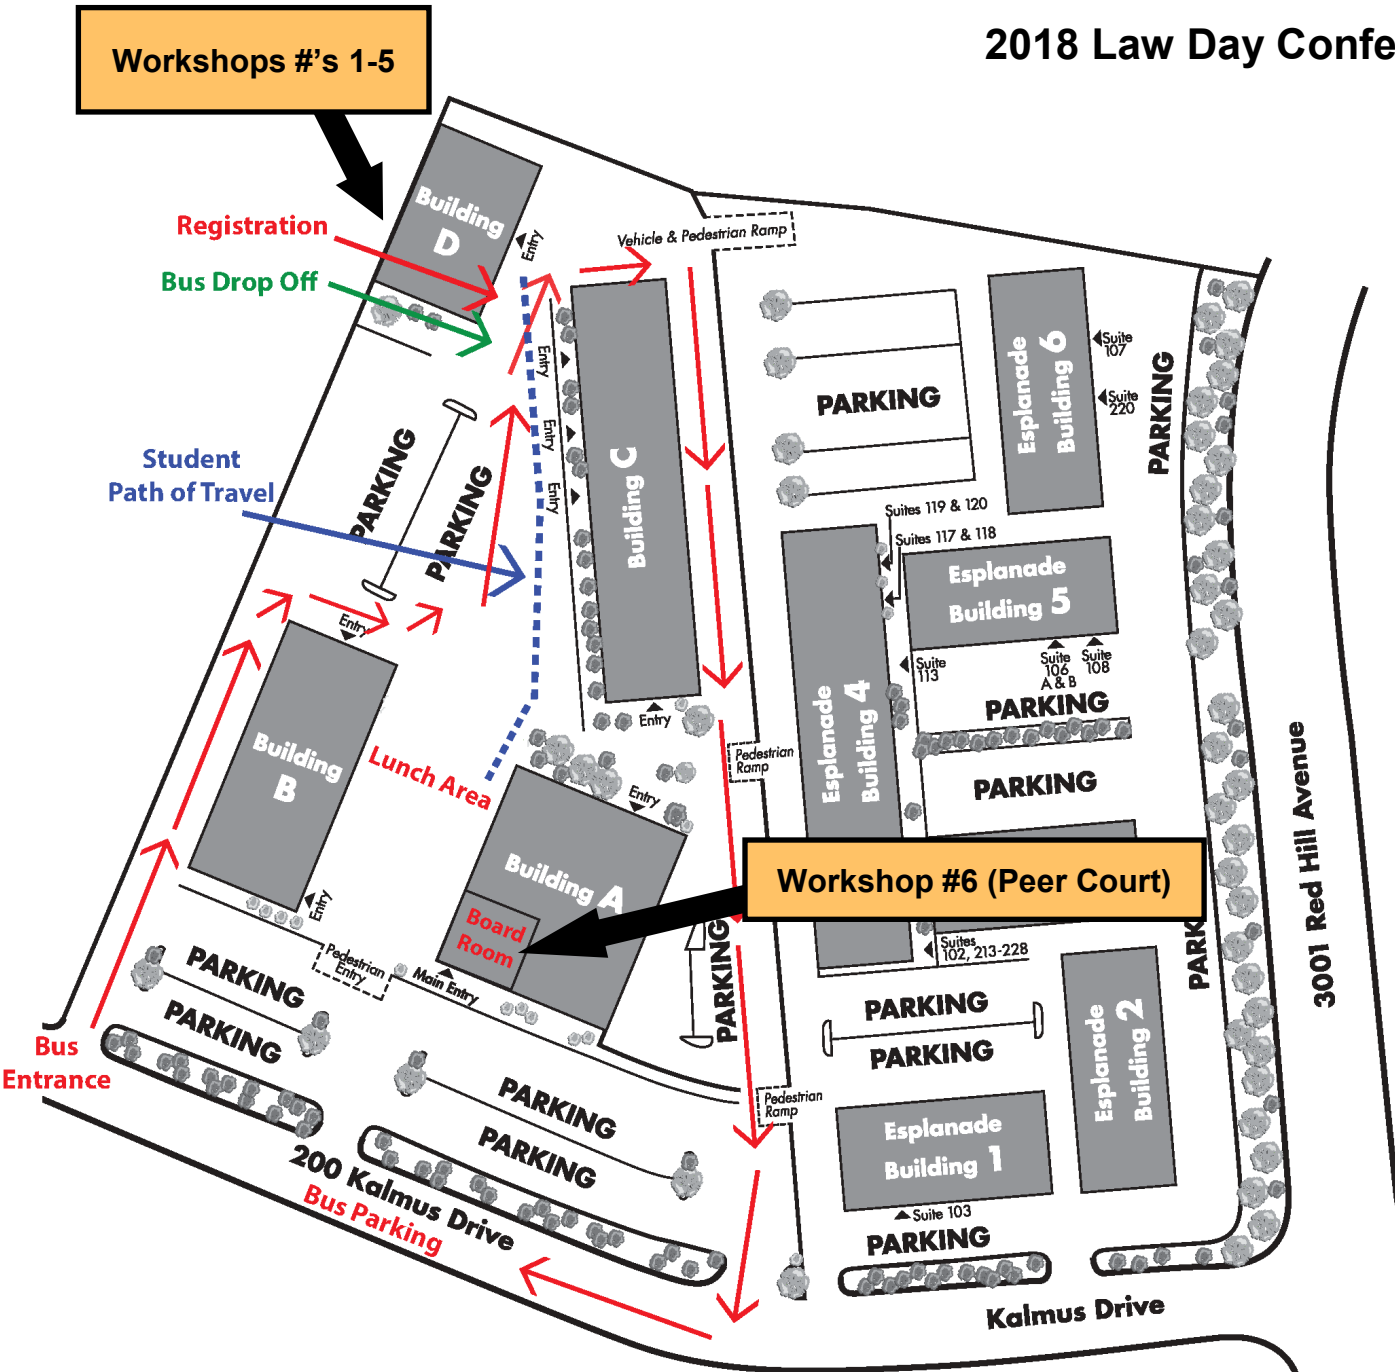 2018 Law Day Confe
Workshops #'s 1-5
Building
D
Registration
Entry
Vehicle & Pedestrian Ramp
Bus Drop Off
Esplanade
Building 6
Suite
107
Suite
220
PARKING
PARKING
Entry
Entry
Entry
Building C
Student
Path of Travel
PARKING
PARKING
Suites 119 & 120
Suites 117 & 118
Esplanade
Building 5
Suite
113
Suite
106
A & B
Suite
108
PARKING
Entry
Building
B
Lunch Area
Entry
Pedestrian
Ramp
Esplanade
Building 4
PARKING
Entry
Building A
Board
Room
Workshop #6 (Peer Court)
3001 Red Hill Avenue
Entry
Pedestrian
Entry
Main Entry
PARKING
PARKING
PARKING
Suites
102, 213-228
PARK
PARKING
PARKING
Esplanade
Building 2
Bus
Entrance
PARKING
PARKING
Pedestrian
Ramp
Esplanade
Building 1
Suite 103
PARKING
200 Kalmus Drive
Bus Parking
Kalmus Drive